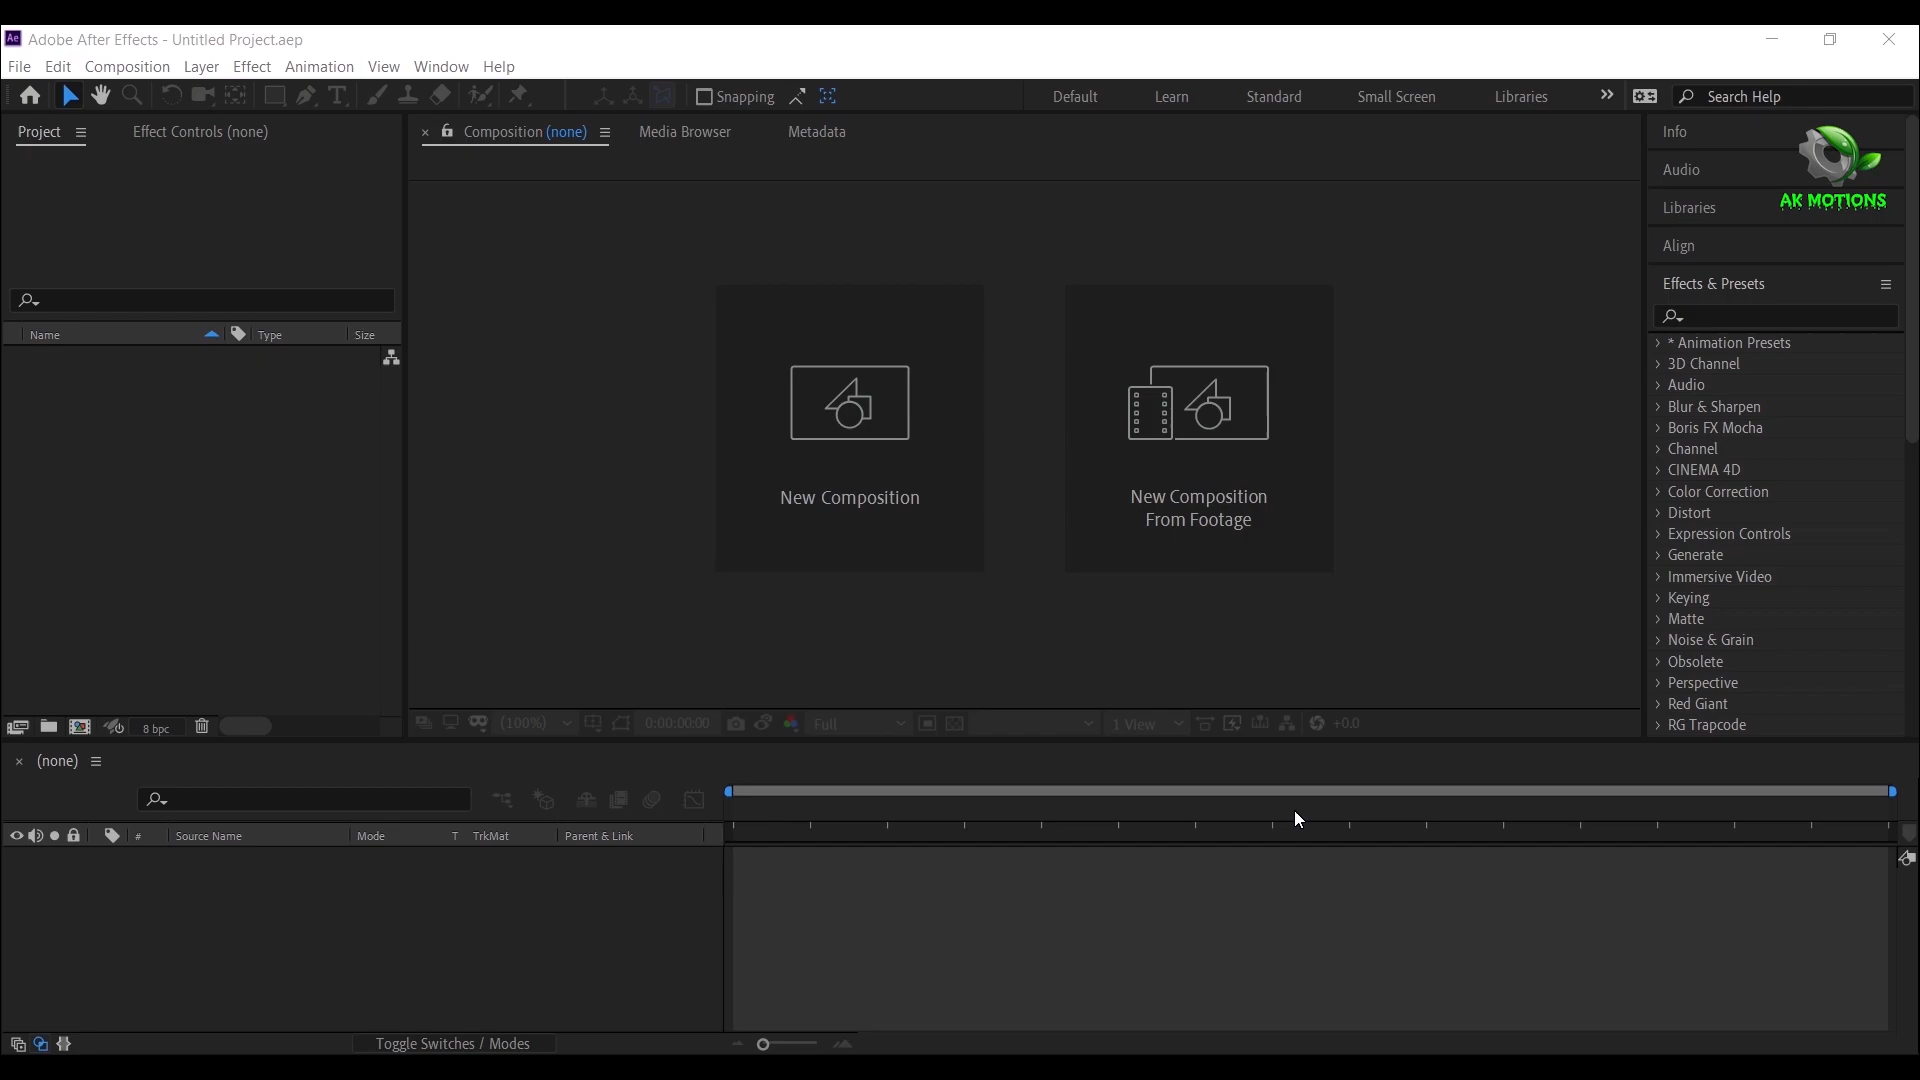 Ae Adobe After Effects - Untitled Project.aep
File Edit Composition Layer Effect Animation View Window Help
Snapping Default Learn Standard Small Screen Libraries Search Help
Project Effect Controls (none)
Composition (none) Media Browser Metadata
Name Type Size
8 bpc
New Composition
New Composition
From Footage
(100%) 0:00:00:00 Full 1 View +0.0
Info
Audio
Libraries
Align
AK MOTIONS
Effects & Presets
* Animation Presets
3D Channel
Audio
Blur & Sharpen
Boris FX Mocha
Channel
CINEMA 4D
Color Correction
Distort
Expression Controls
Generate
Immersive Video
Keying
Matte
Noise & Grain
Obsolete
Perspective
Red Giant
RG Trapcode
(none)
# Source Name Mode T TrkMat Parent & Link
Toggle Switches / Modes